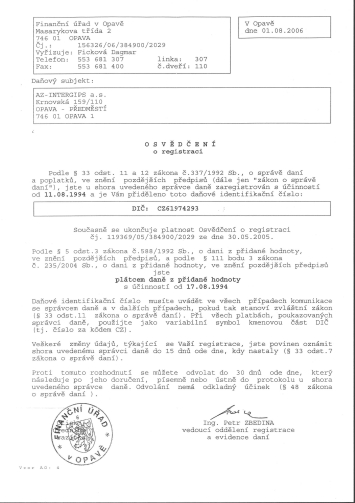 Finanční úřad v Opavě
Masarykova třída 2
746 01 OPAVA
Čj.: 156326/06/384900/2029
Vyřizuje: Picková Dagmar
Telefon: 553 681 307 linka: 307
Fax: 553 681 400 č.dveří: 110
V Opavě
dne 01.08.2006
Daňový subjekt:
AZ-INTERGIPS a.s.
Krnovská 159/110
OPAVA - PŘEDMĚSTÍ
746 01 OPAVA 1
O S V Ě D Č E N Í
o registraci
Podle § 33 odst. 11 a 12 zákona č.337/1992 Sb., o správě daní
a poplatků, ve znění pozdějších předpisů (dále jen "zákon o správě
daní"), jste u shora uvedeného správce daně zaregistrován s účinností
od 11.08.1994 a je Vám přiděleno toto daňové identifikační číslo:
DIČ: CZ61974293
Současně se ukončuje platnost Osvědčení o registraci
čj. 119369/05/384900/2029 ze dne 30.05.2005.
Podle § 5 odst.3 zákona č.588/1992 Sb., o dani z přidané hodnoty,
ve znění pozdějších předpisů, a podle § 111 bodu 3 zákona
č. 235/2004 Sb., o dani z přidané hodnoty, ve znění pozdějších předpisů
jste
plátcem daně z přidané hodnoty
s účinností od 17.08.1994
Daňové identifikační číslo musíte uvádět ve všech případech komunikace
se správcem daně a v dalších případech, pokud tak stanoví zvláštní zákon
(§ 33 odst.11 zákona o správě daní). Při všech platbách, poukazovaných
správci daně, použijte jako variabilní symbol kmenovou část DIČ
(tj. číslo za kódem CZ).
Veškeré změny údajů, týkající se Vaší registrace, jste povinen oznámit
shora uvedenému správci daně do 15 dnů ode dne, kdy nastaly (§ 33 odst.7
zákona o správě daní).
Proti tomuto rozhodnutí se můžete odvolat do 30 dnů ode dne, který
následuje po jeho doručení, písemně nebo ústně do protokolu u shora
uvedeného správce daně. Odvolání nemá odkladný účinek (§ 48 zákona
o správě daní ).
FINANČNÍ ÚŘAD
V OPAVĚ
Ing. Petr ZBEDINA
vedoucí oddělení registrace
a evidence daní